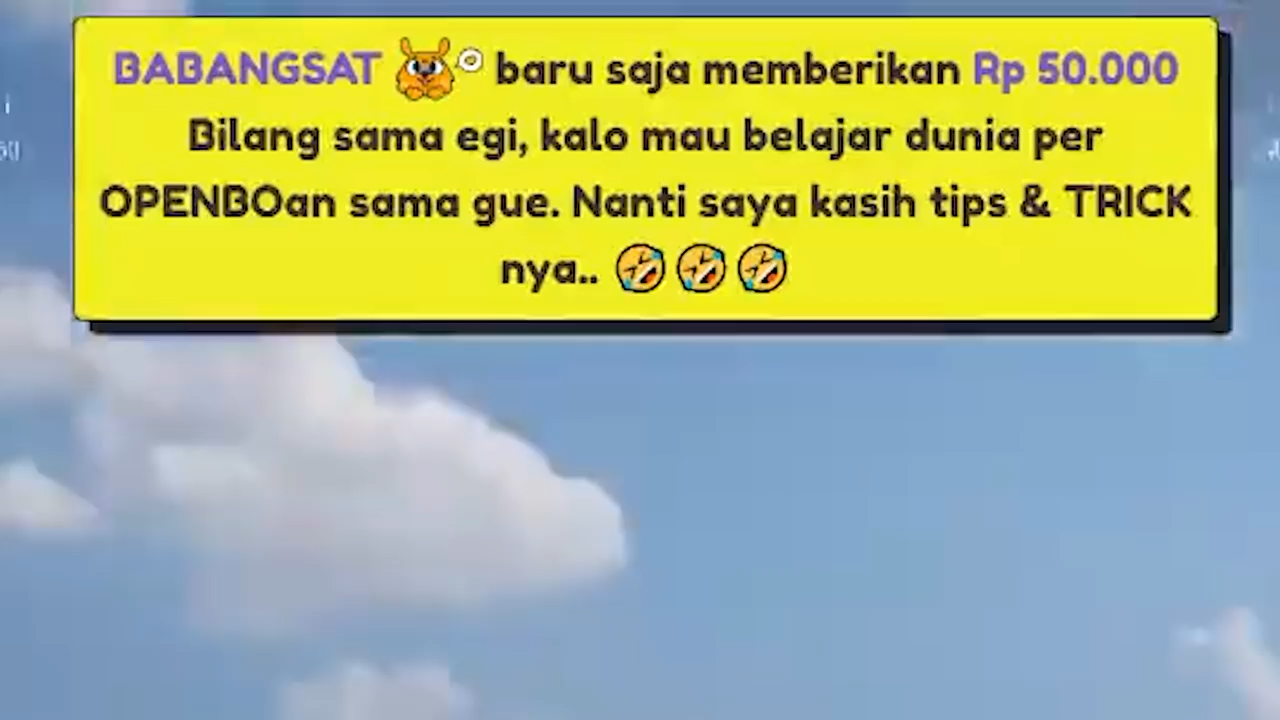 BABANGSAT baru saja memberikan Rp 50.000
Bilang sama egi, kalo mau belajar dunia per
OPENBOan sama gue. Nanti saya kasih tips & TRICK
nya.. 🤣🤣🤣